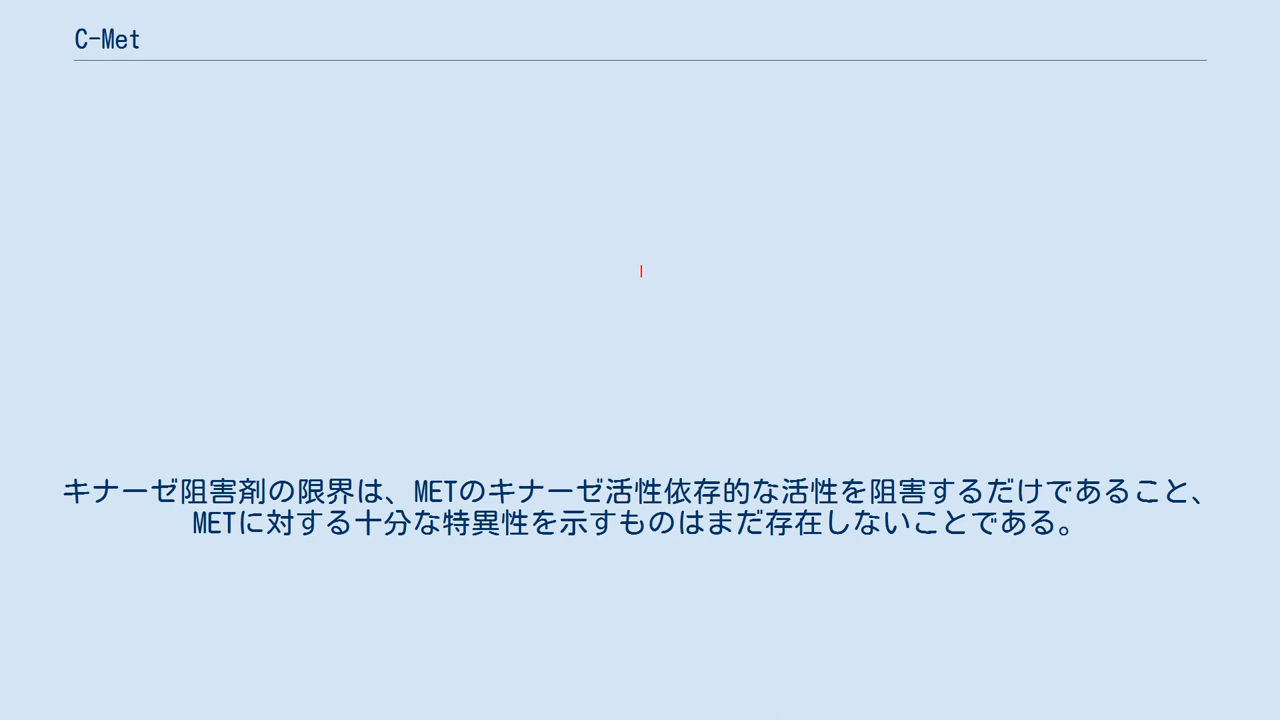 C-Met
キナーゼ阻害剤の限界は、METのキナーゼ活性依存的な活性を阻害するだけであること、
METに対する十分な特異性を示すものはまだ存在しないことである。